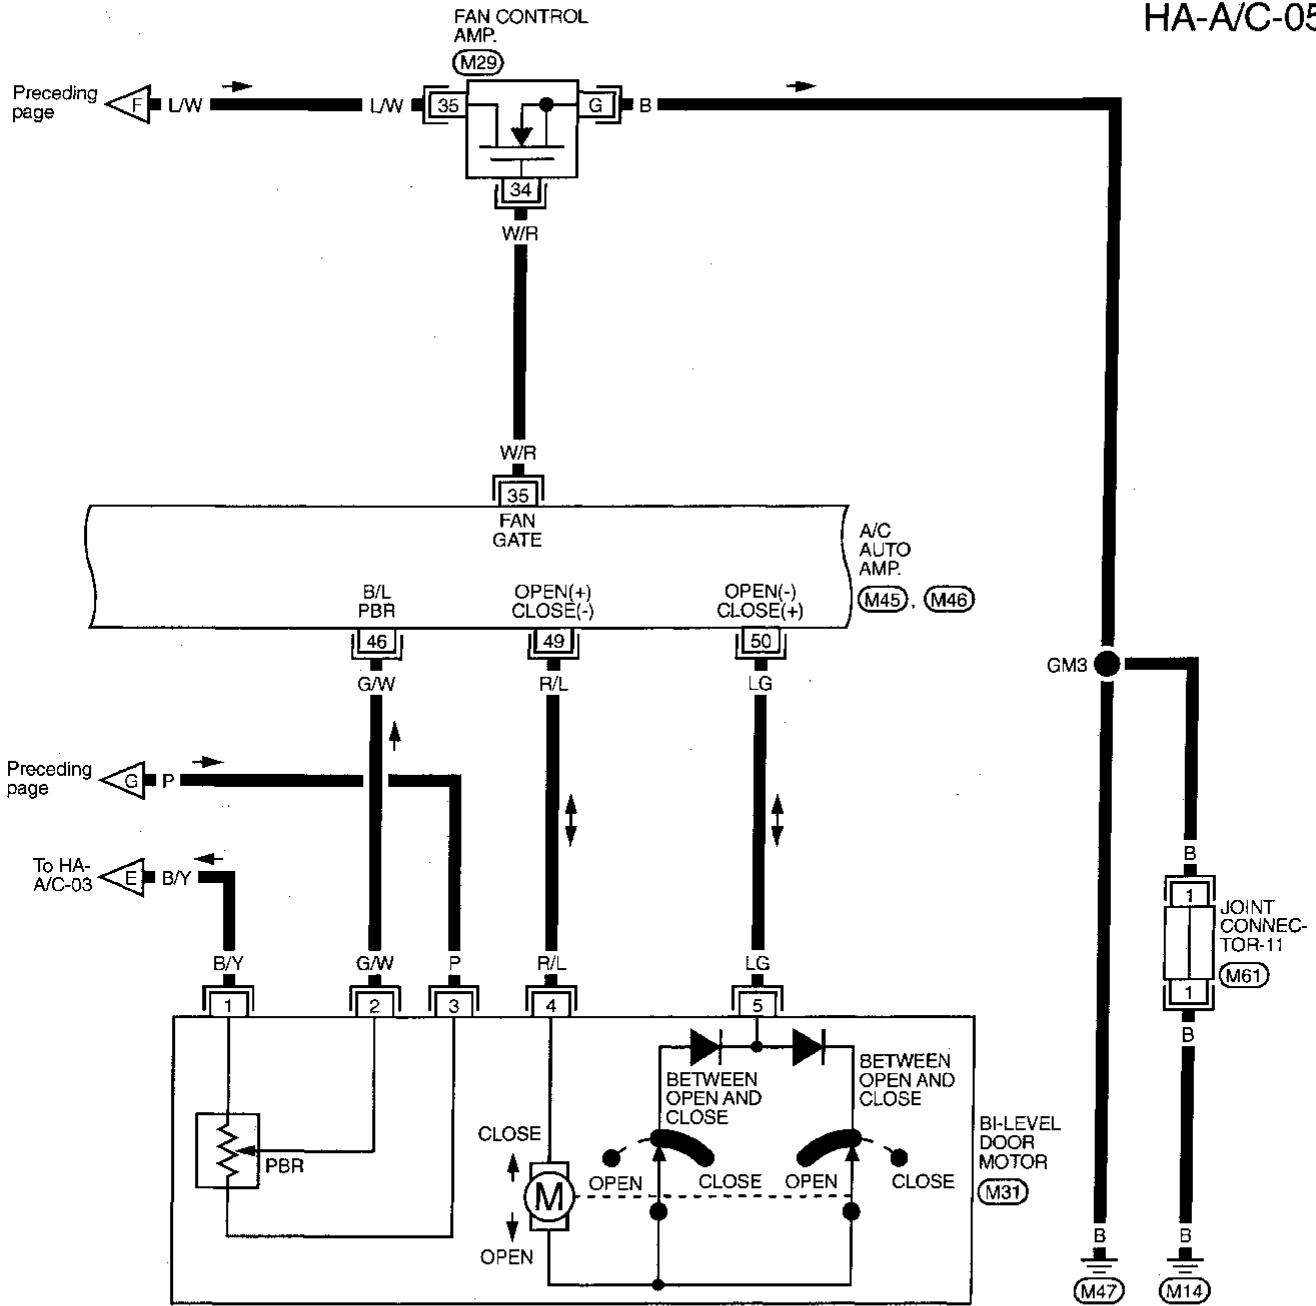 HA-A/C-05
FAN CONTROL
AMP.
M29
Preceding
page
F
L/W
L/W
35
G
B
34
W/R
W/R
35
FAN
GATE
A/C
AUTO
AMP.
M45, M46
B/L
PBR
OPEN(+)
CLOSE(-)
OPEN(-)
CLOSE(+)
46
49
50
G/W
R/L
LG
GM3
Preceding
page
G
P
To HA-
A/C-03
E
B/Y
B
1
JOINT
CONNEC-
TOR-11
M61
1
B
B/Y
G/W
P
R/L
LG
1
2
3
4
5
BETWEEN
OPEN AND
CLOSE
BETWEEN
OPEN AND
CLOSE
PBR
CLOSE
M
OPEN
OPEN
CLOSE
OPEN
CLOSE
BI-LEVEL
DOOR
MOTOR
M31
B
B
M47
M14